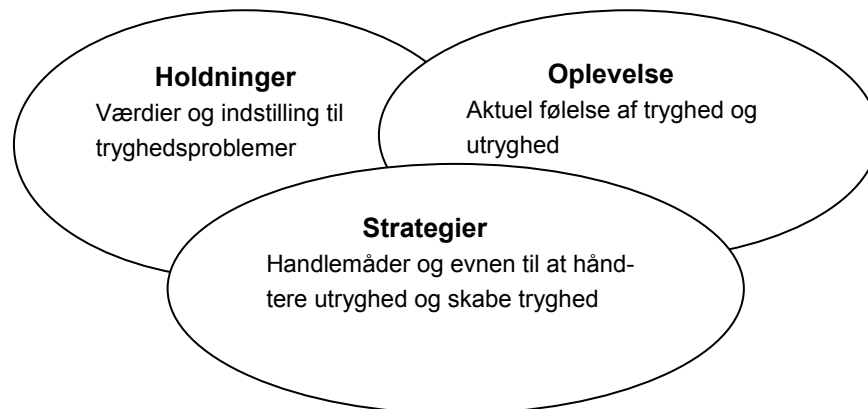 Holdninger
Værdier og indstilling til
tryghedsproblemer
Oplevelse
Aktuel følelse af tryghed og
utryghed
Strategier
Handlemåder og evnen til at hånd-
tere utryghed og skabe tryghed